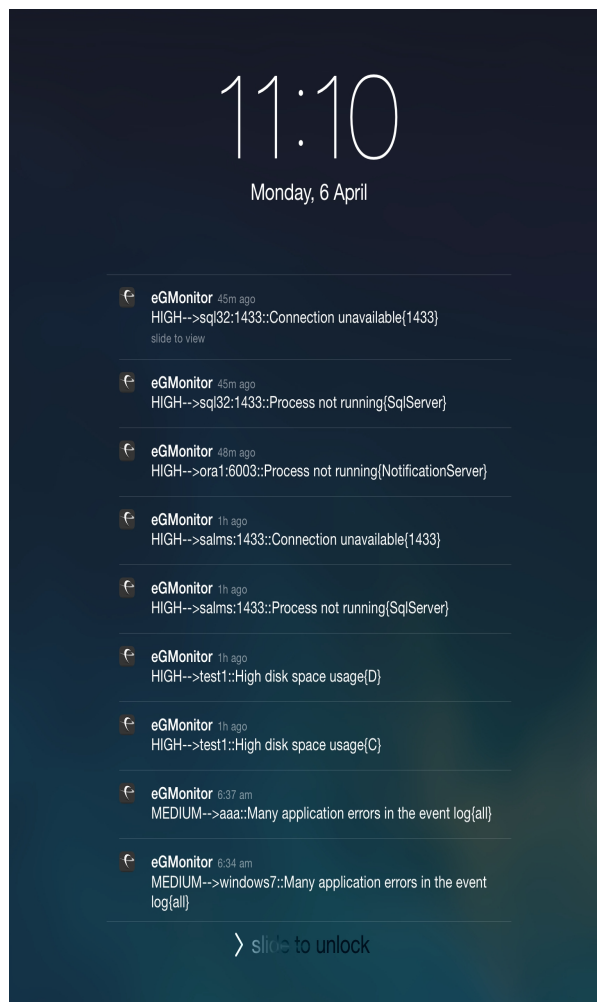 11:10
Monday, 6 April
eGMonitor 45m ago
HIGH-->sql32:1433::Connection unavailable{1433}
slide to view
eGMonitor 45m ago
HIGH-->sql32:1433::Process not running{SqlServer}
eGMonitor 48m ago
HIGH-->ora1:6003::Process not running{NotificationServer}
eGMonitor 1h ago
HIGH-->salms:1433::Connection unavailable{1433}
eGMonitor 1h ago
HIGH-->salms:1433::Process not running{SqlServer}
eGMonitor 1h ago
HIGH-->test1::High disk space usage{D}
eGMonitor 1h ago
HIGH-->test1::High disk space usage{C}
eGMonitor 6:37 am
MEDIUM-->aaa::Many application errors in the event log{all}
eGMonitor 6:34 am
MEDIUM-->windows7::Many application errors in the event
log{all}
slide to unlock